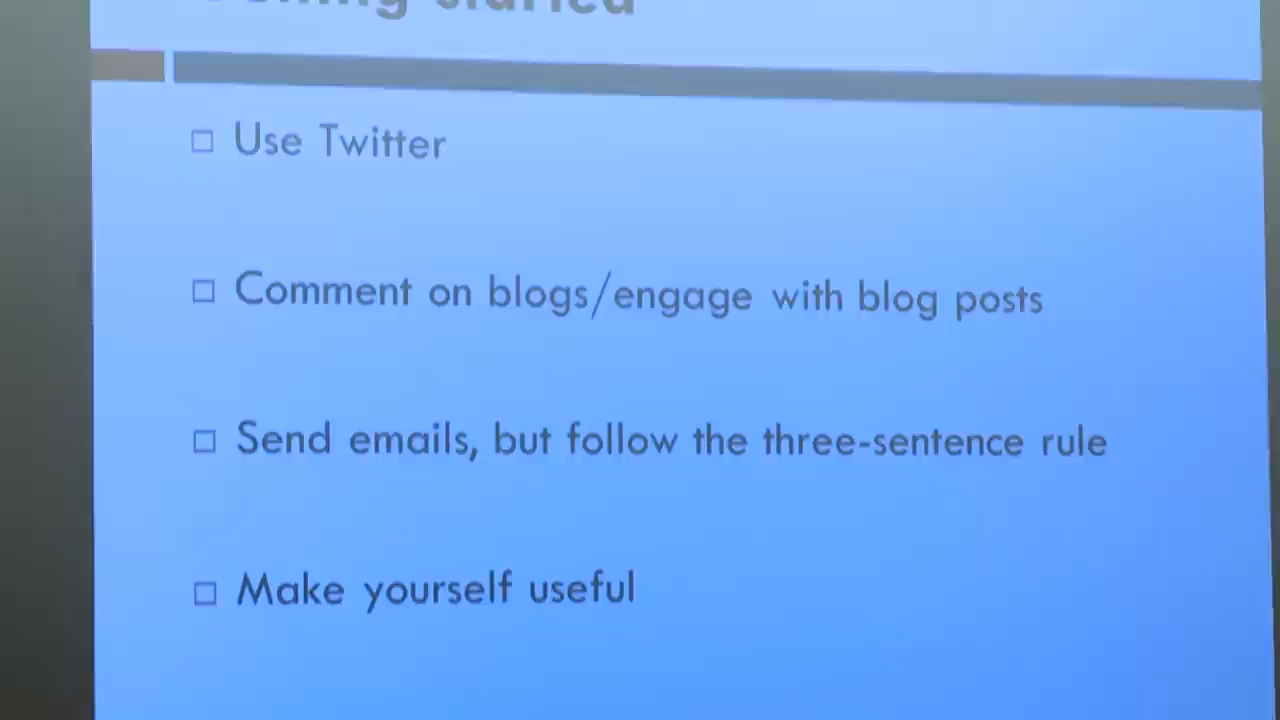 started
Use Twitter
Comment on blogs/engage with blog posts
Send emails, but follow the three-sentence rule
Make yourself useful